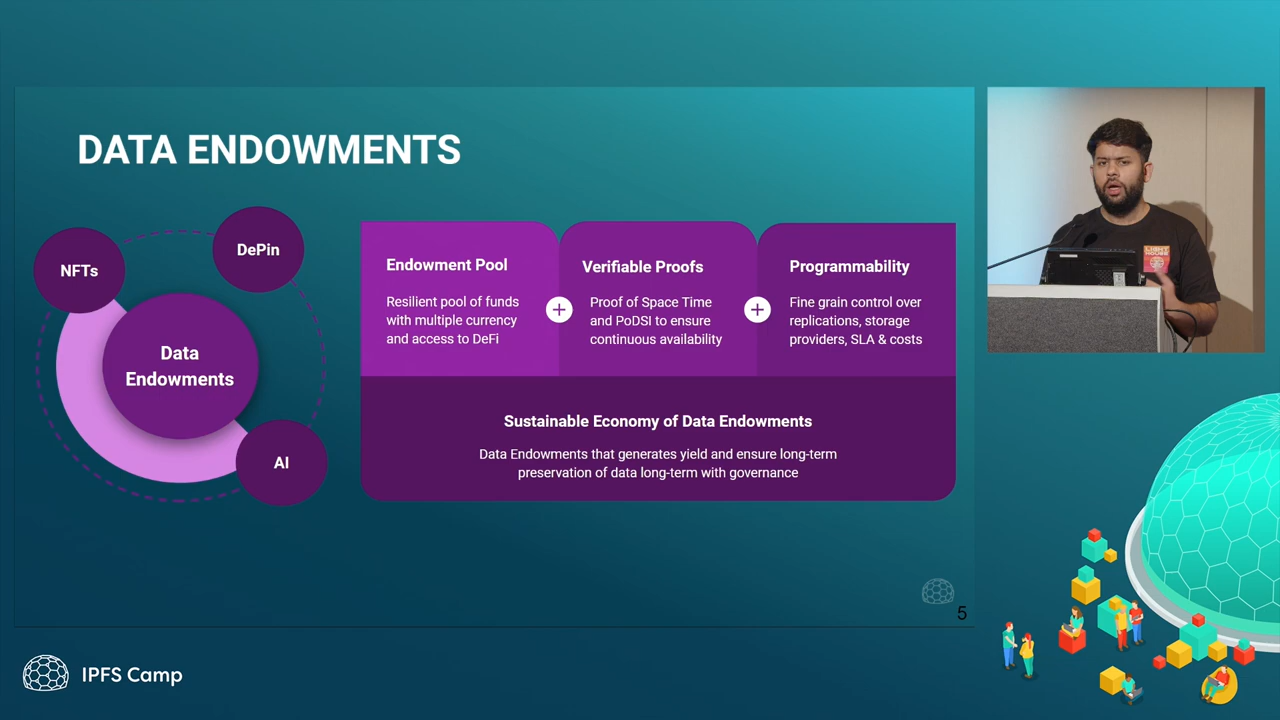 DATA ENDOWMENTS
NFTs
DePin
Data
Endowments
AI
Endowment Pool
Resilient pool of funds
with multiple currency
and access to DeFi
Verifiable Proofs
Proof of Space Time
and PoDSI to ensure
continuous availability
Programmability
Fine grain control over
replications, storage
providers, SLA & costs
Sustainable Economy of Data Endowments
Data Endowments that generates yield and ensure long-term
preservation of data long-term with governance
5
LIGHT
HOUSE
IPFS Camp